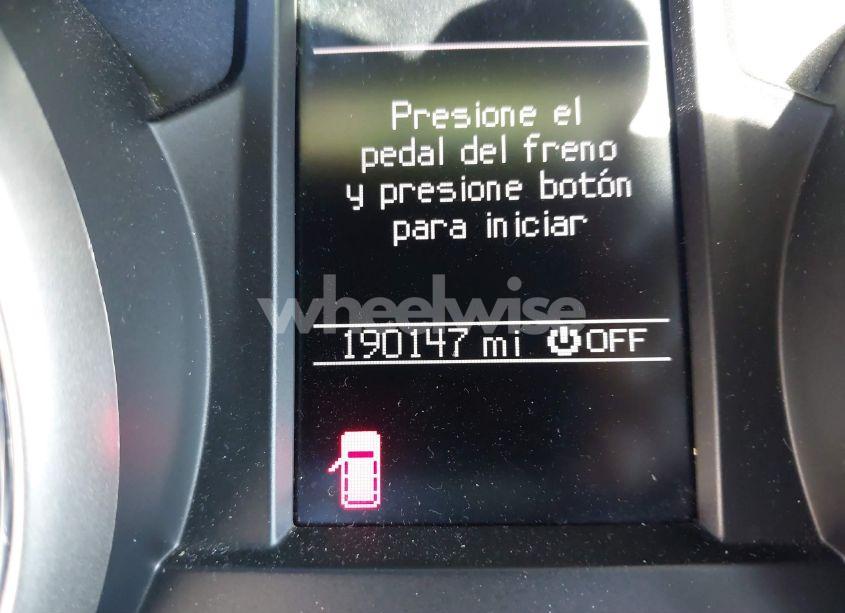 Presione el
pedal del freno
y presione botón
para iniciar
wheelwise
190147 mi OFF